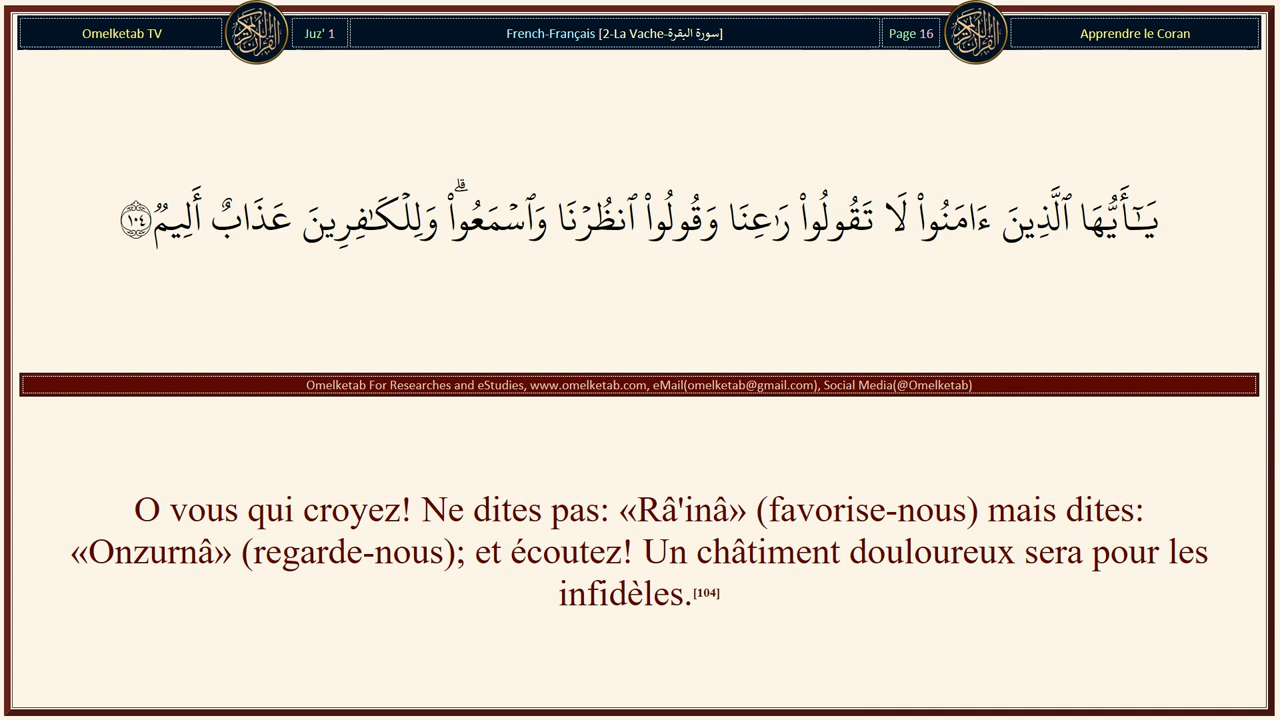 Omelketab TV
Juz' 1
French-Français [2-La Vache-سورة البقرة]
Page 16
Apprendre le Coran
يَـٰٓأَيُّهَا ٱلَّذِينَ ءَامَنُوا۟ لَا تَقُولُوا۟ رَٰعِنَا وَقُولُوا۟ ٱنظُرْنَا وَٱسْمَعُوا۟ ۗ وَلِلْكَـٰفِرِينَ عَذَابٌ أَلِيمٌ ١٠٤
Omelketab For Researches and eStudies, www.omelketab.com, eMail(omelketab@gmail.com), Social Media(@Omelketab)
O vous qui croyez! Ne dites pas: «Râ'inâ» (favorise-nous) mais dites:
«Onzurnâ» (regarde-nous); et écoutez! Un châtiment douloureux sera pour les
infidèles.[104]